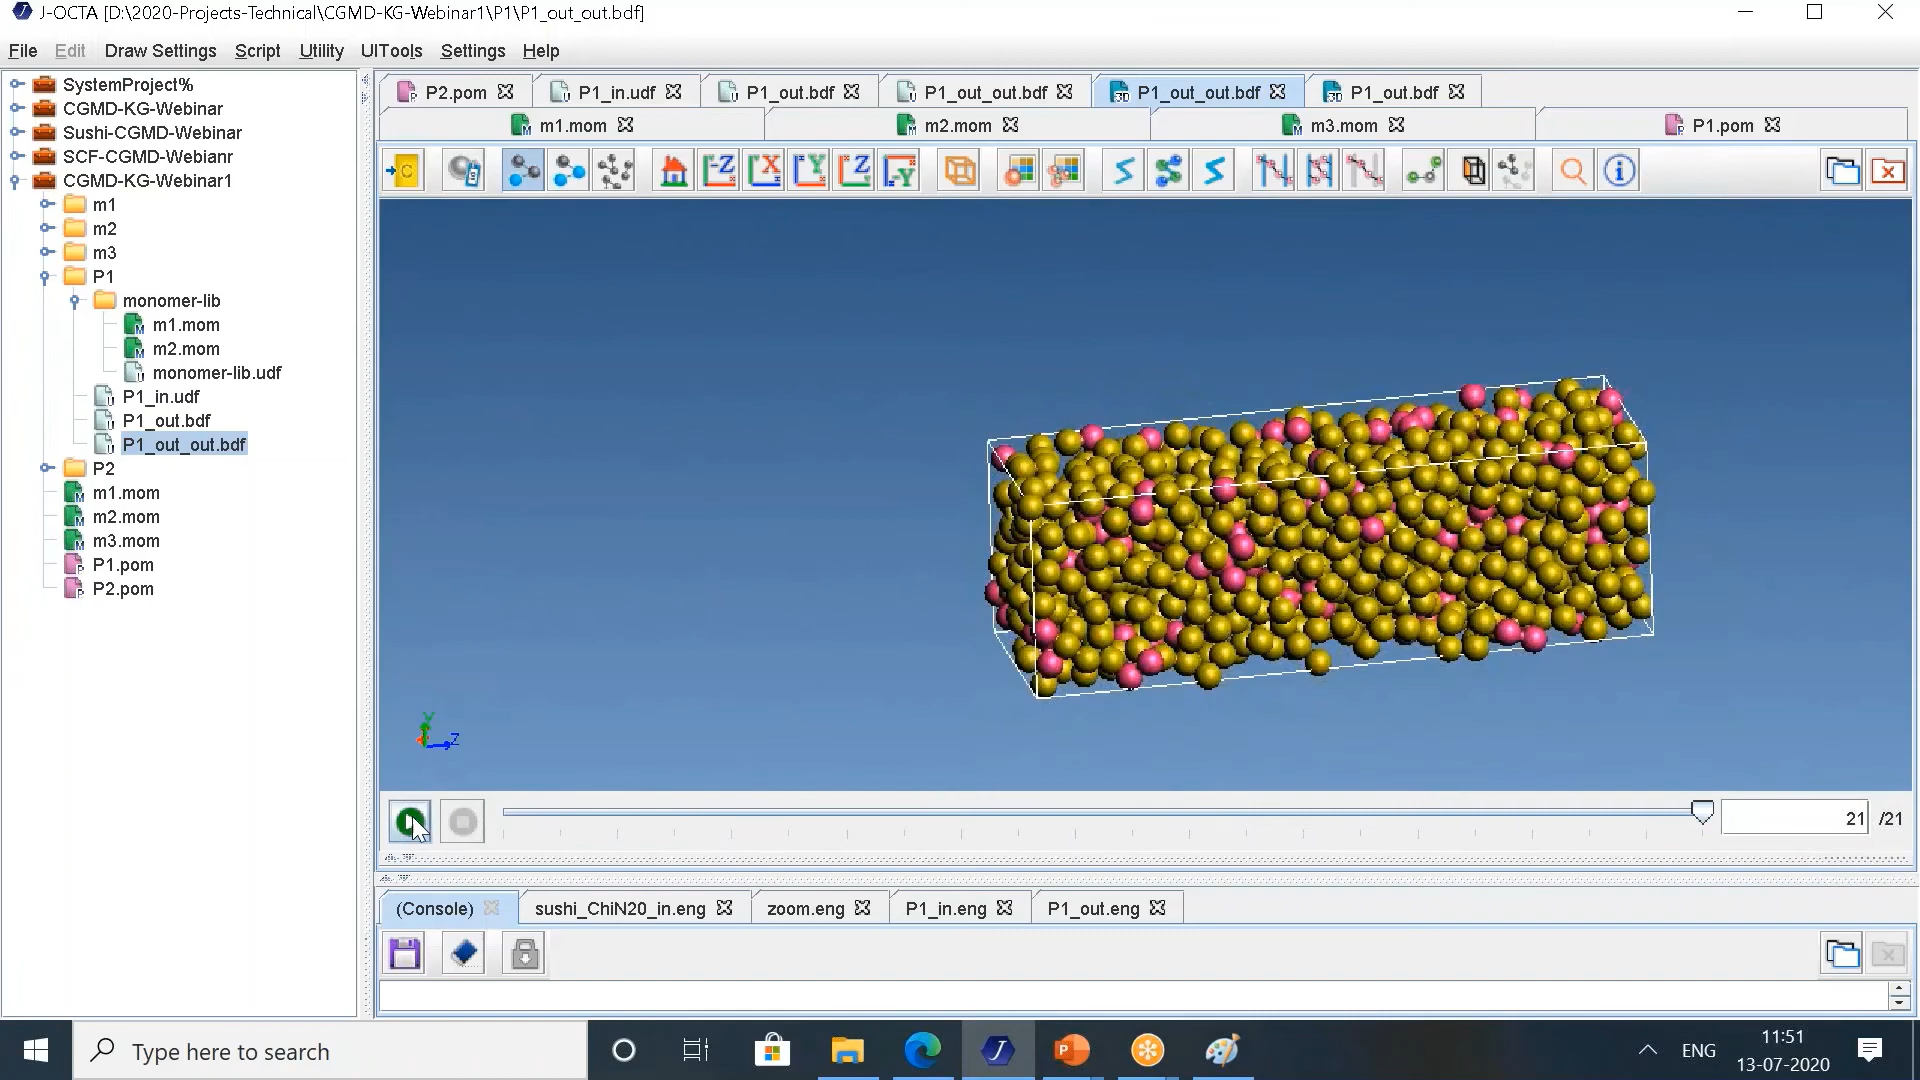 J-OCTA [D:\2020-Projects-Technical\CGMD-KG-Webinar1\P1\P1_out_out.bdf]
File Edit Draw Settings Script Utility UITools Settings Help
SystemProject%
CGMD-KG-Webinar
Sushi-CGMD-Webinar
SCF-CGMD-Webianr
CGMD-KG-Webinar1
m1
m2
m3
P1
monomer-lib
m1.mom
m2.mom
monomer-lib.udf
P1_in.udf
P1_out.bdf
P1_out_out.bdf
P2
m1.mom
m2.mom
m3.mom
P1.pom
P2.pom
P2.pom P1_in.udf P1_out.bdf P1_out_out.bdf P1_out_out.bdf P1_out.bdf
m1.mom m2.mom m3.mom P1.pom
C -Z X Y Z -Y
Y
Z
21 /21
(Console) sushi_ChiN20_in.eng zoom.eng P1_in.eng P1_out.eng
Type here to search
ENG
11:51
13-07-2020